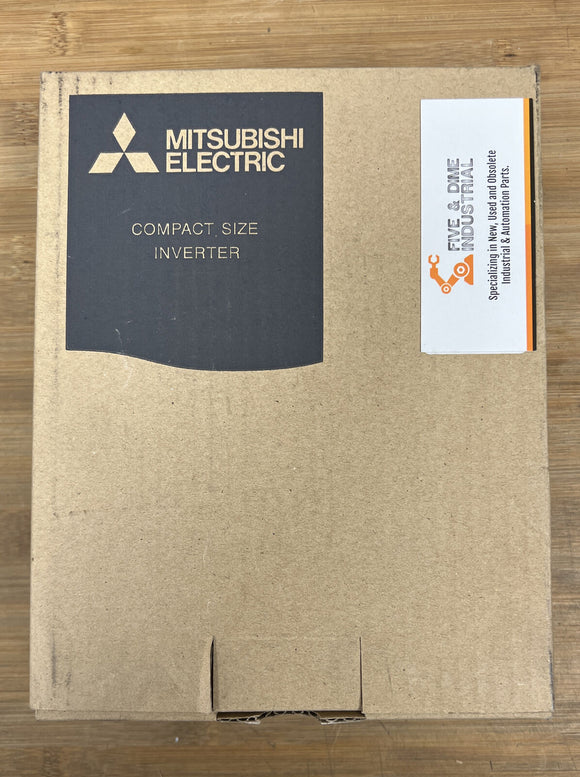 MITSUBISHI
ELECTRIC
COMPACT SIZE
INVERTER
FIVE & DIME
INDUSTRIAL
Specializing in New, Used and Obsolete
Industrial & Automation Parts.